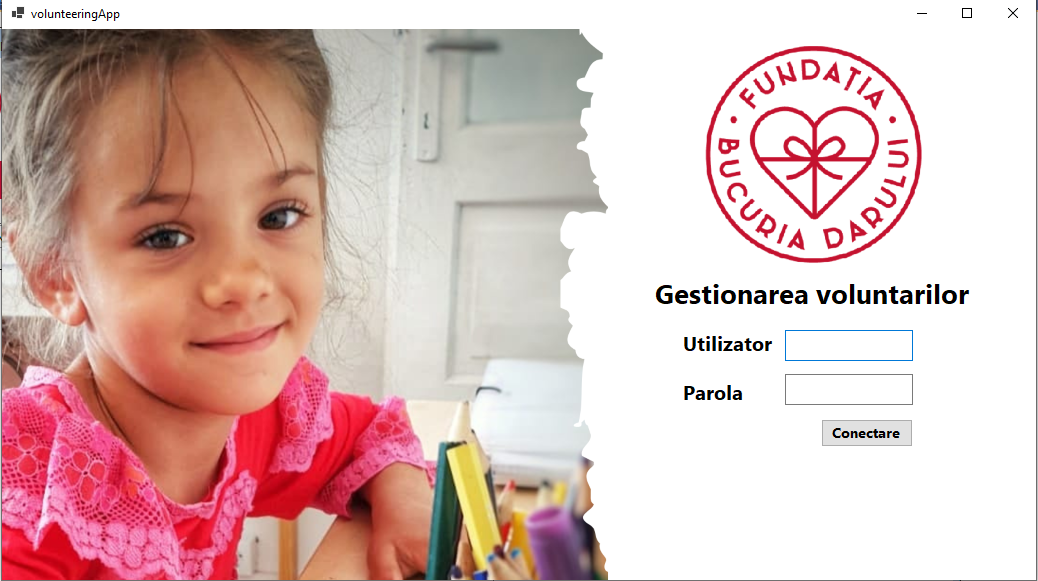 volunteeringApp
FUNDAȚIA
BUCURIA DARULUI
Gestionarea voluntarilor
Utilizator
Parola
Conectare